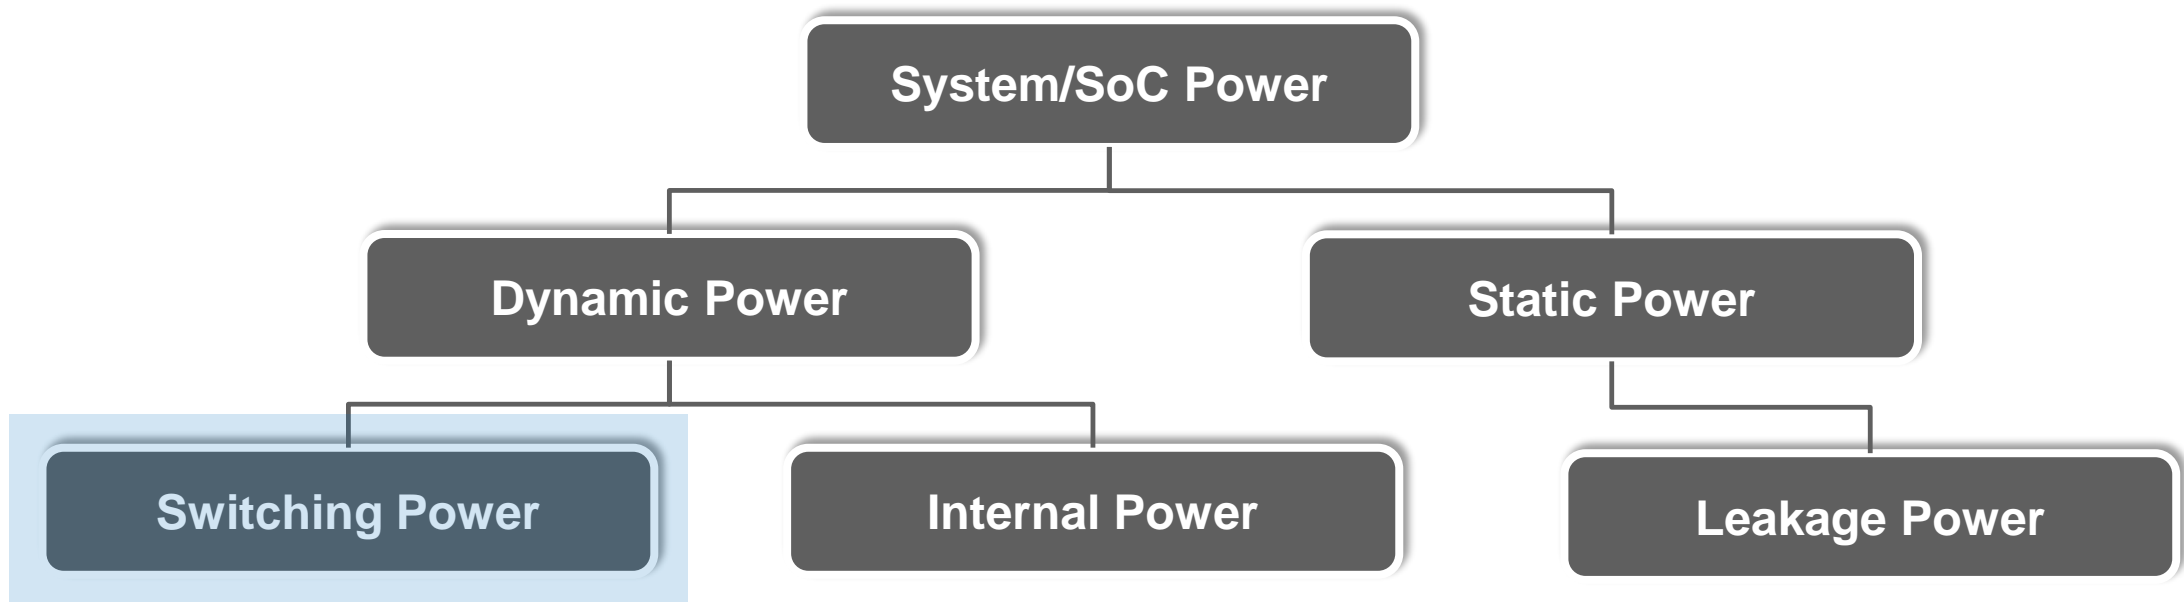 System/SoC Power
Dynamic Power
Static Power
Switching Power
Internal Power
Leakage Power